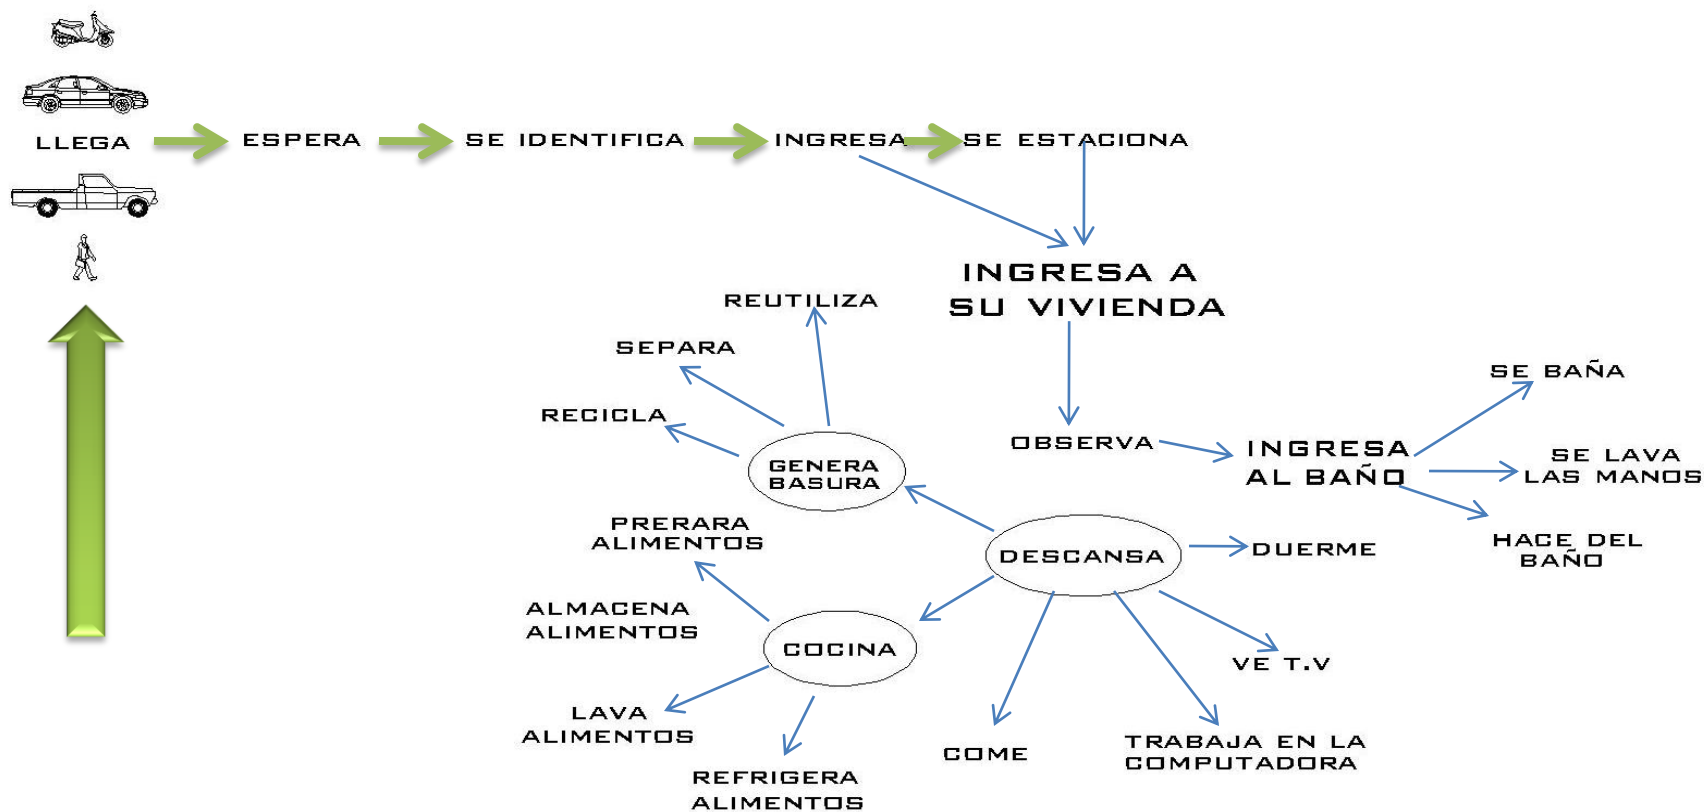 LLEGA
ESPERA
SE IDENTIFICA
INGRESA
SE ESTACIONA
INGRESA A
SU VIVIENDA
REUTILIZA
SEPARA
RECICLA
GENERA
BASURA
OBSERVA
INGRESA
AL BAÑO
SE BAÑA
SE LAVA
LAS MANOS
HACE DEL
BAÑO
DESCANSA
DUERME
VE T.V
TRABAJA EN LA
COMPUTADORA
COME
COCINA
PRERARA
ALIMENTOS
ALMACENA
ALIMENTOS
LAVA
ALIMENTOS
REFRIGERA
ALIMENTOS